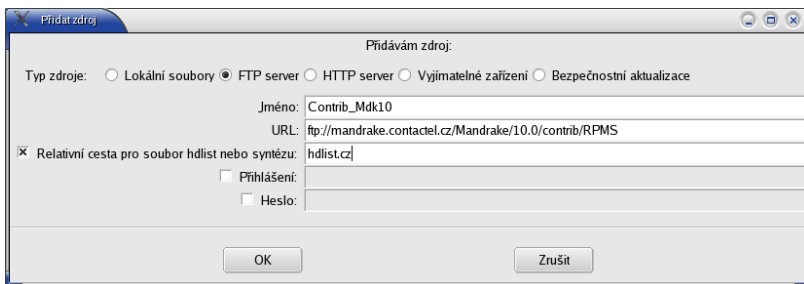 Přidat zdroj
Přidávám zdroj:
Typ zdroje: Lokální soubory FTP server HTTP server Vyjímatelné zařízení Bezpečnostní aktualizace
Jméno: Contrib_Mdk10
URL: ftp://mandrake.contactel.cz/Mandrake/10.0/contrib/RPMS
Relativní cesta pro soubor hdlist nebo syntézu: hdlist.cz
Přihlášení:
Heslo:
OK Zrušit